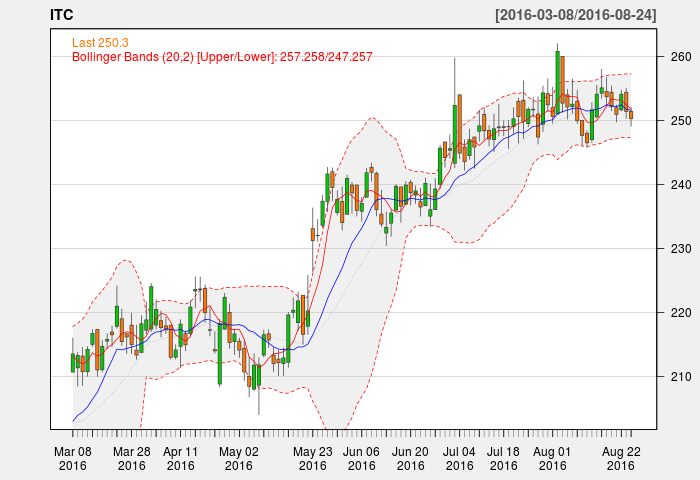 ITC [2016-03-08/2016-08-24]
Last 250.3
Bollinger Bands (20,2) [Upper/Lower]: 257.258/247.257
260
250
240
230
220
210
Mar 08 Mar 28 Apr 11 May 02 May 23 Jun 06 Jun 20 Jul 04 Jul 18 Aug 01 Aug 22
2016 2016 2016 2016 2016 2016 2016 2016 2016 2016 2016